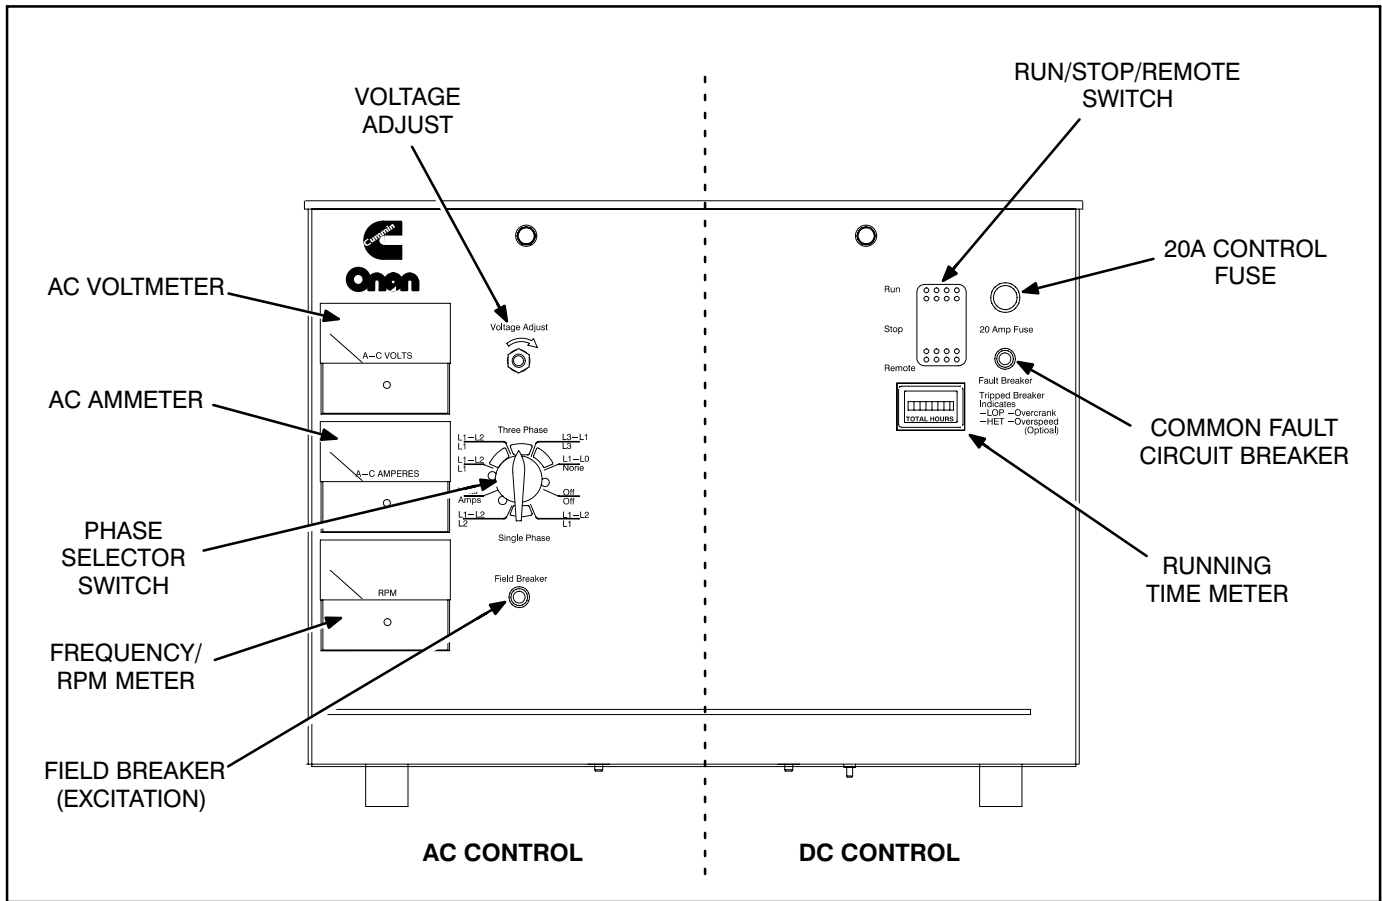 VOLTAGE
ADJUST
RUN/STOP/REMOTE
SWITCH
20A CONTROL
FUSE
AC VOLTMETER
AC AMMETER
PHASE
SELECTOR
SWITCH
FREQUENCY/
RPM METER
FIELD BREAKER
(EXCITATION)
COMMON FAULT
CIRCUIT BREAKER
RUNNING
TIME METER
Cummin
Onan
A–C VOLTS
A–C AMPERES
RPM
Voltage Adjust
Three Phase
L1–L2
L1
L3–L1
L3
L1–L2
L1
L1–L0
None
Amps
Off
Off
L1–L2
L2
L1–L2
L1
Single Phase
Field Breaker
Run
Stop
Remote
20 Amp Fuse
Fault Breaker
Tripped Breaker
Indicates
–LOP –Overcrank
–HET –Overspeed
(Optioal)
TOTAL HOURS
AC CONTROL
DC CONTROL